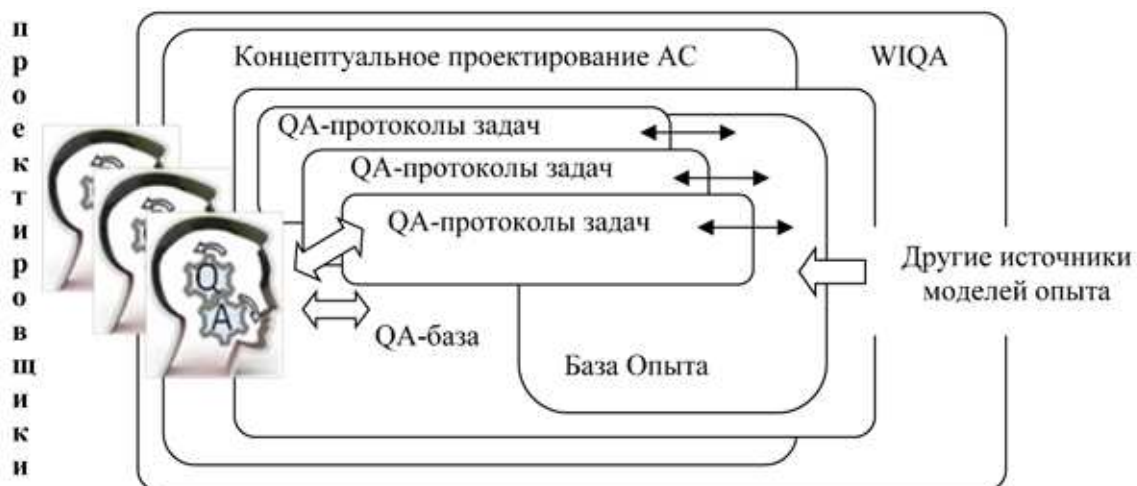 проектировщики
Концептуальное проектирование АС
WIQA
QA-протоколы задач
QA-протоколы задач
QA-протоколы задач
Q
A
Другие источники
моделей опыта
QA-база
База Опыта